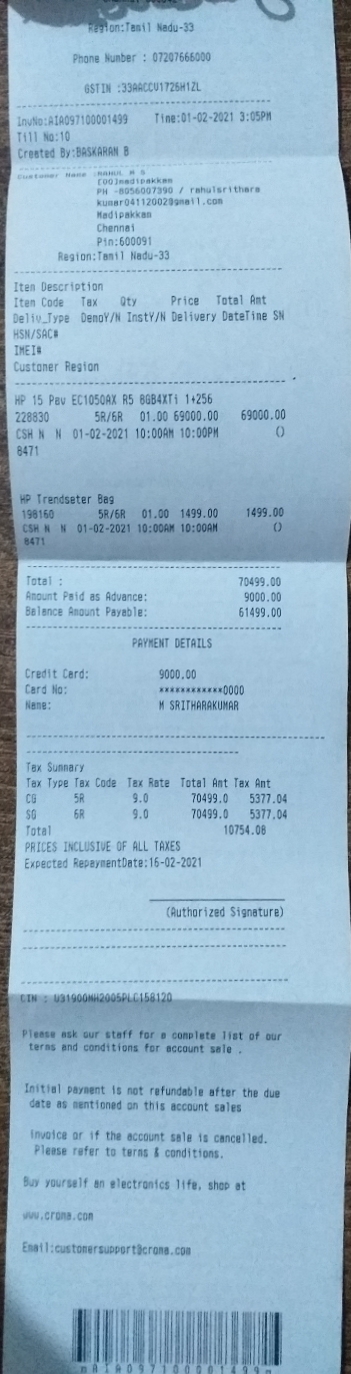 Region:Tamil Nadu-33
Phone Number : 07207666000
GSTIN :33AACCU1726H1ZL
InvNo:AIA097100001499 Time:01-02-2021 3:05PM
Till No:10
Created By:BASKARAN B
Customer Name :RAHUL M S
[OO]madipakkam
PH -8056007390 / rahulsrithara
kumar04112002@gmail.com
Madipakkam
Chennai
Pin:600091
Region:Tamil Nadu-33
Item Description
Item Code Tax Qty Price Total Amt
Deliv_Type DemoY/N InstY/N Delivery DateTime SN
HSN/SAC#
IMEI#
Customer Region
HP 15 Pav EC1050AX R5 8GB4XTi 1+256
228830 5R/6R 01.00 69000.00 69000.00
CSH N N 01-02-2021 10:00AM 10:00PM ()
8471
HP Trendsetter Bag
198160 5R/6R 01.00 1499.00 1499.00
CSH N N 01-02-2021 10:00AM 10:00AM ()
8471
Total : 70499.00
Amount Paid as Advance: 9000.00
Balance Amount Payable: 61499.00
PAYMENT DETAILS
Credit Card: 9000.00
Card No: ************0000
Name: M SRITHARAKUMAR
Tax Summary
Tax Type Tax Code Tax Rate Total Amt Tax Amt
CG 5R 9.0 70499.0 5377.04
SG 6R 9.0 70499.0 5377.04
Total 10754.08
PRICES INCLUSIVE OF ALL TAXES
Expected RepaymentDate:16-02-2021
(Authorized Signature)
CIN : U31900MH2005PLC158120
Please ask our staff for a complete list of our
terms and conditions for account sale .
Initial payment is not refundable after the due
date as mentioned on this account sales
invoice or if the account sale is cancelled.
Please refer to terms & conditions.
Buy yourself an electronics life, shop at
www.croma.com
Email:customersupport@croma.com
AIA097100001499